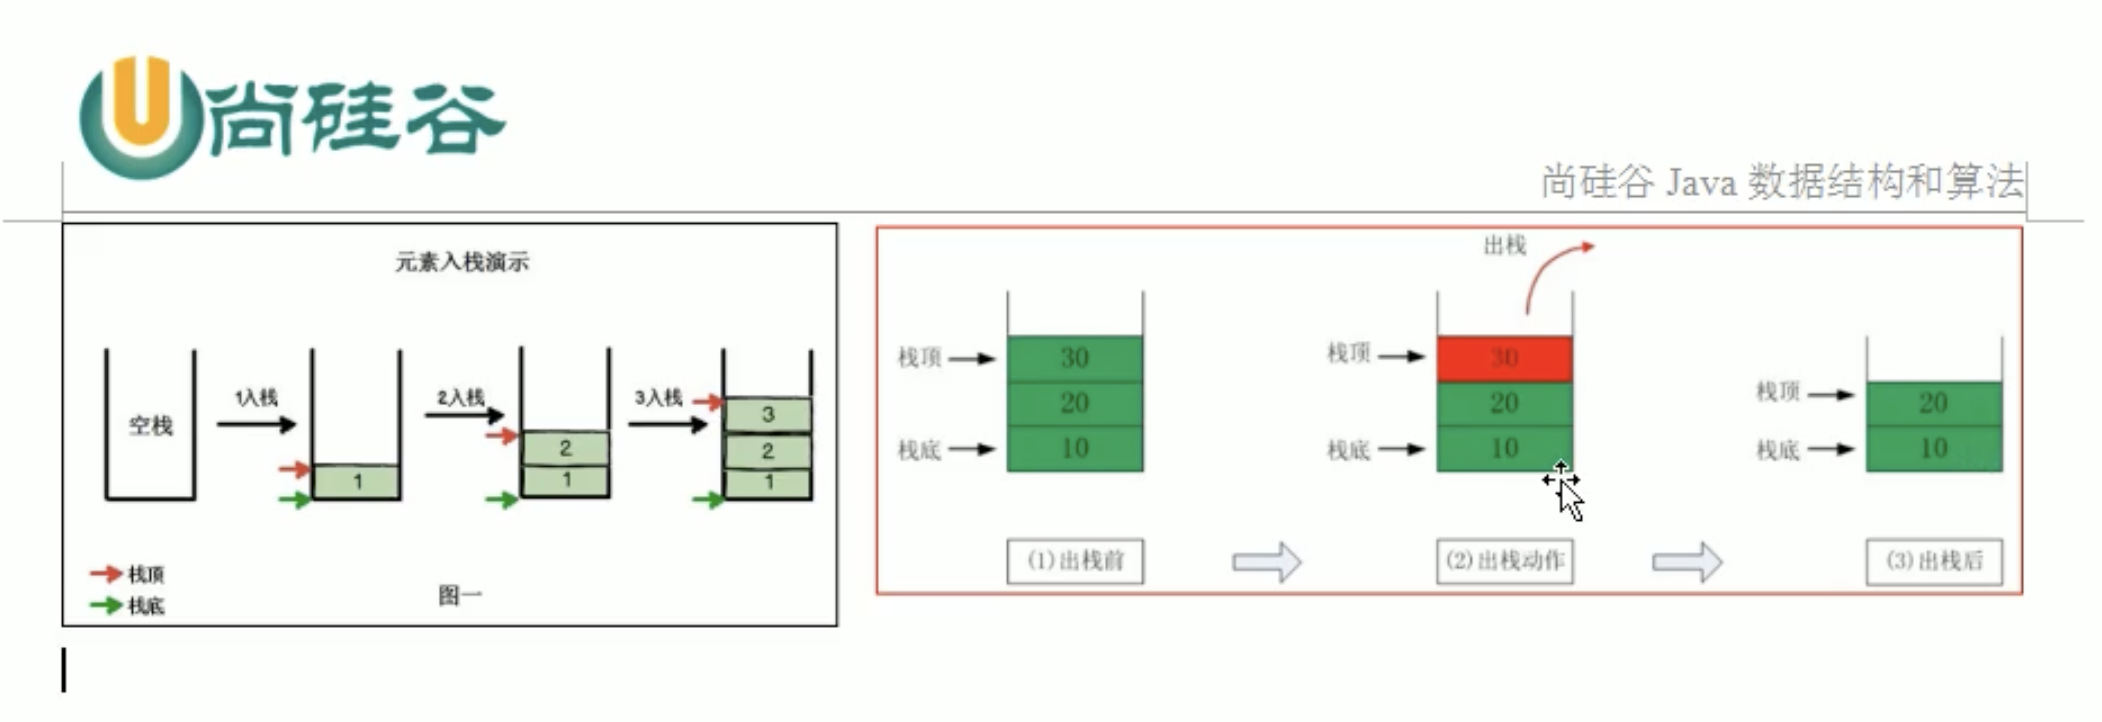 尚硅谷
尚硅谷 Java 数据结构和算法
元素入栈演示
空栈
1入栈
1
2入栈
2
1
3入栈
3
2
1
栈顶
栈底
图一
出栈
栈顶
30
20
栈底
10
栈顶
30
20
栈底
10
栈顶
20
栈底
10
(1)出栈前
(2)出栈动作
(3)出栈后